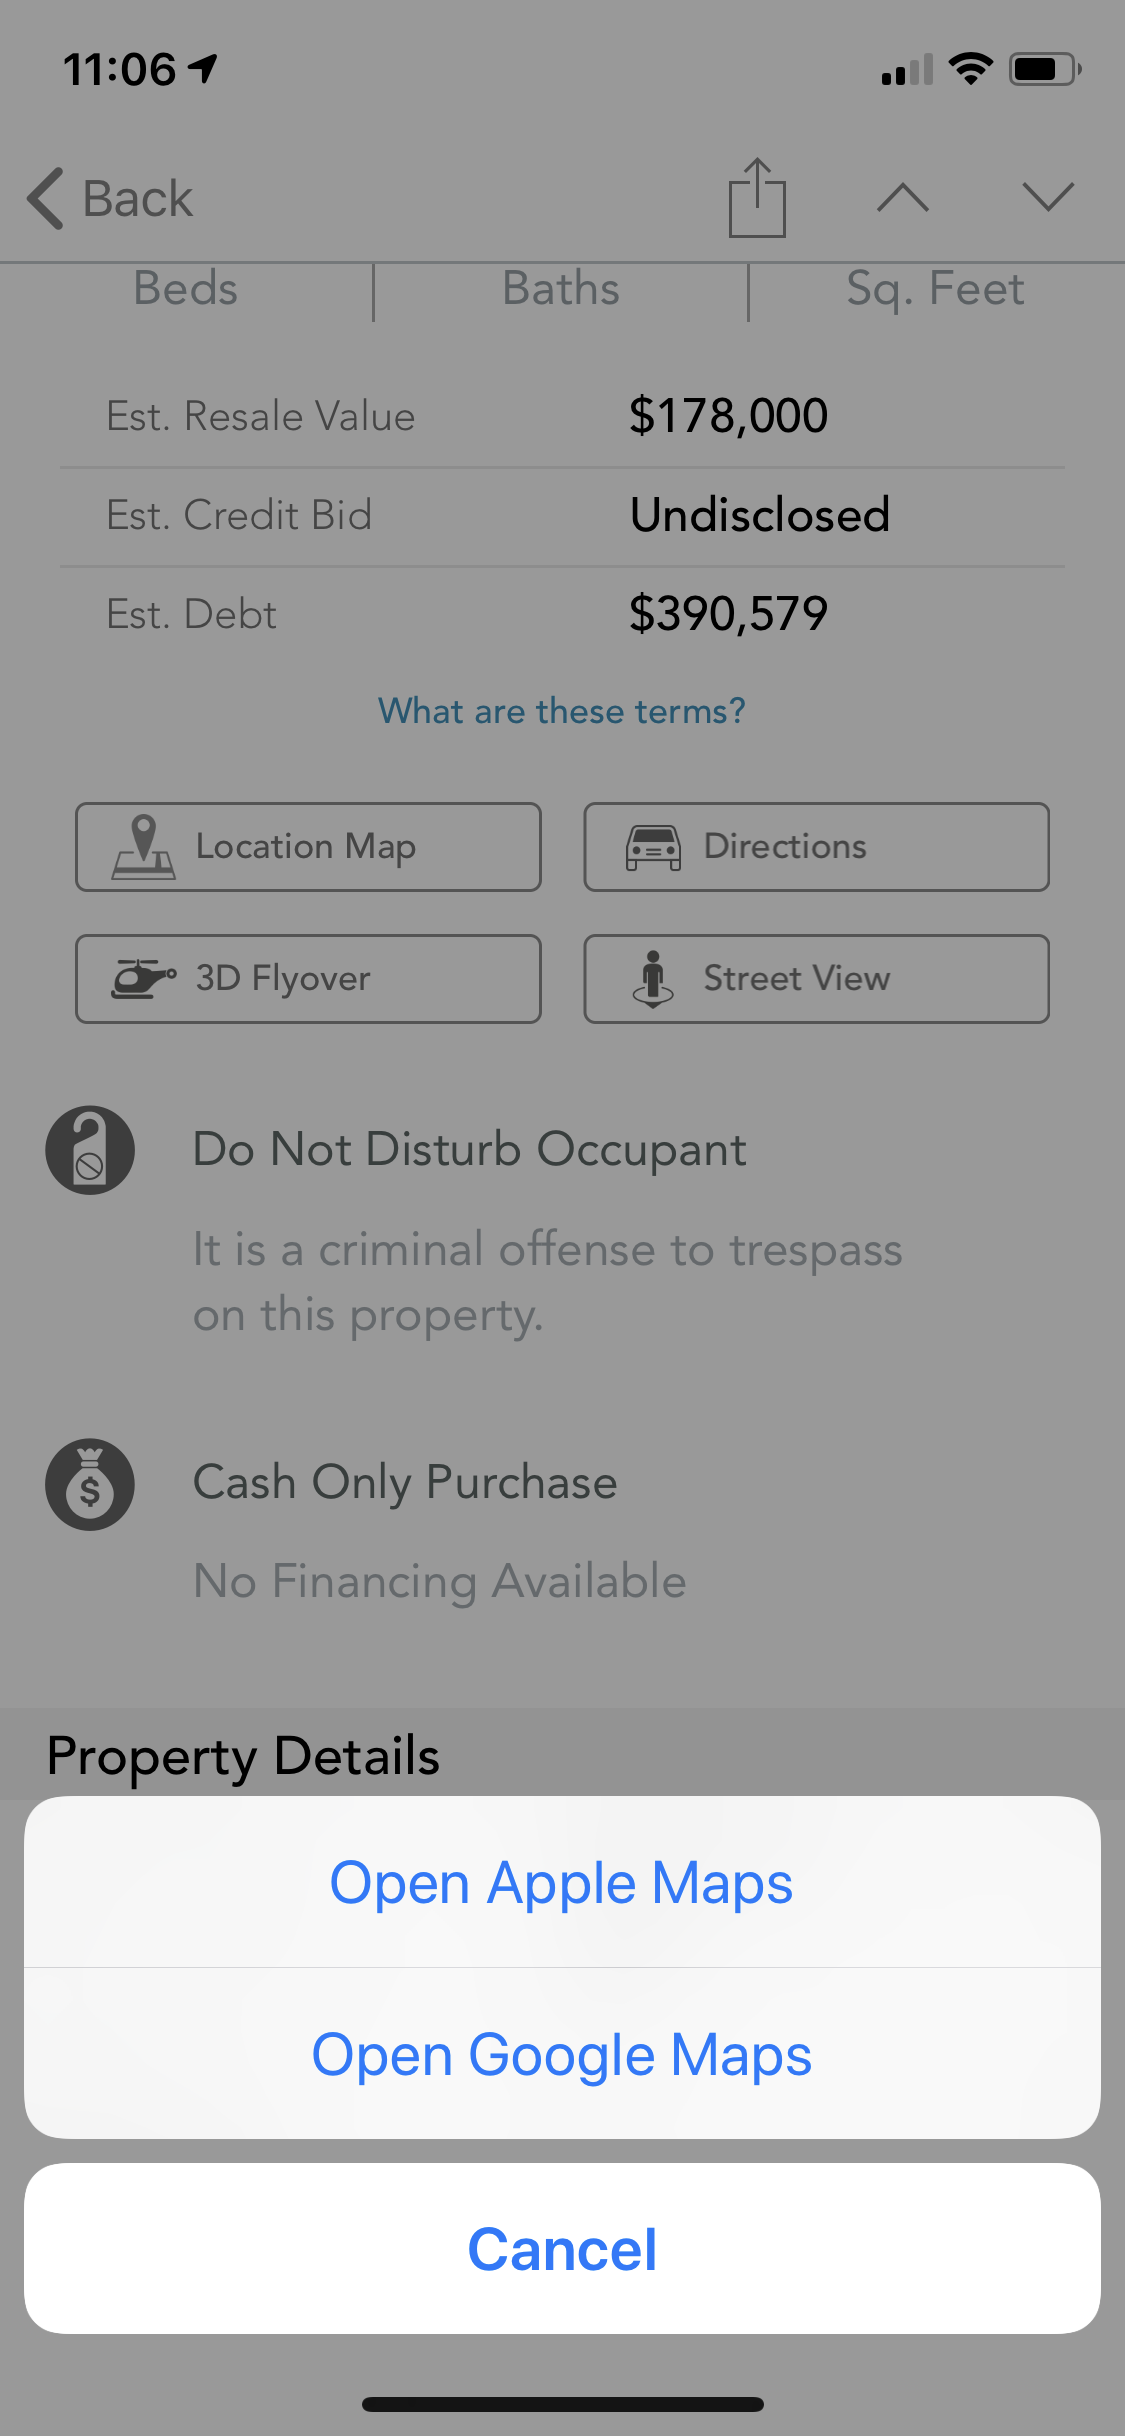 11:06
Back
Beds
Baths
Sq. Feet
Est. Resale Value
$178,000
Est. Credit Bid
Undisclosed
Est. Debt
$390,579
What are these terms?
Location Map
Directions
3D Flyover
Street View
Do Not Disturb Occupant
It is a criminal offense to trespass
on this property.
$
Cash Only Purchase
No Financing Available
Property Details
Open Apple Maps
Open Google Maps
Cancel